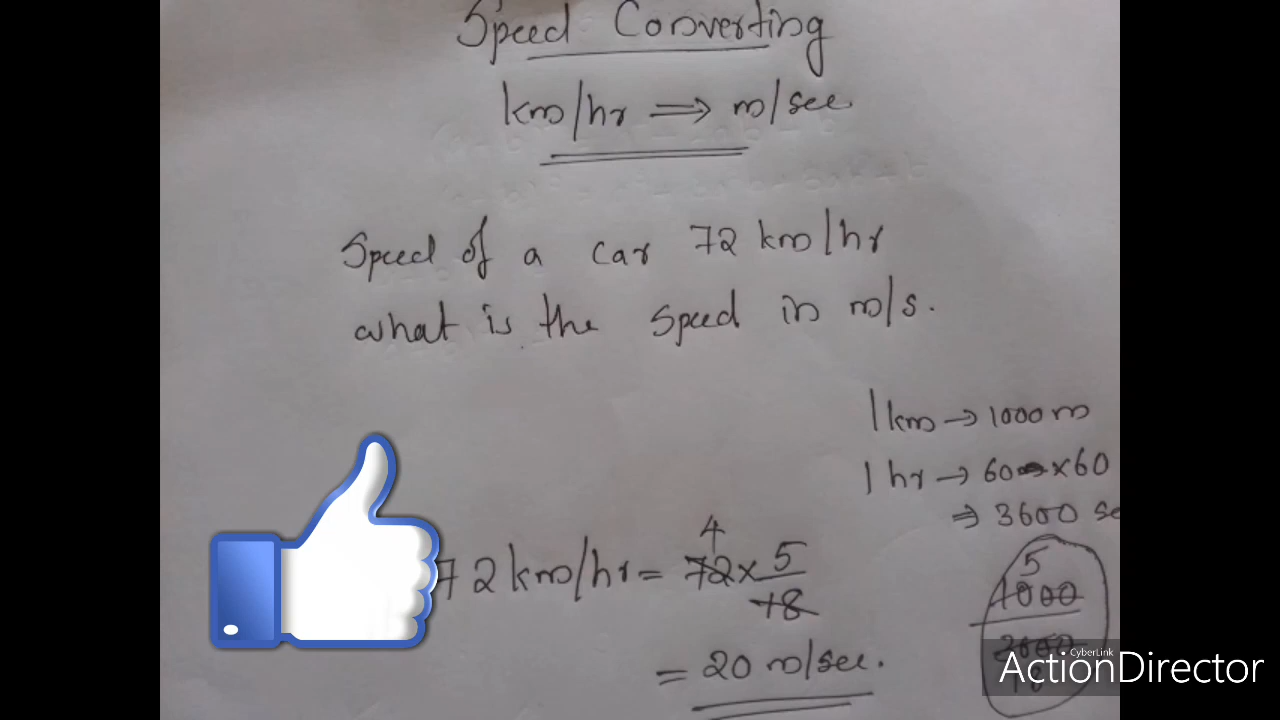 Speed Converting
km/hr ⇒ m/sec
Speed of a car 72 km/hr
what is the speed in m/s.
1 km → 1000 m
1 hr → 60 × 60
⇒ 3600 se
72 km/hr = 72 × 5/18
4
= 20 m/sec.
5
1000
18
CyberLink
ActionDirector